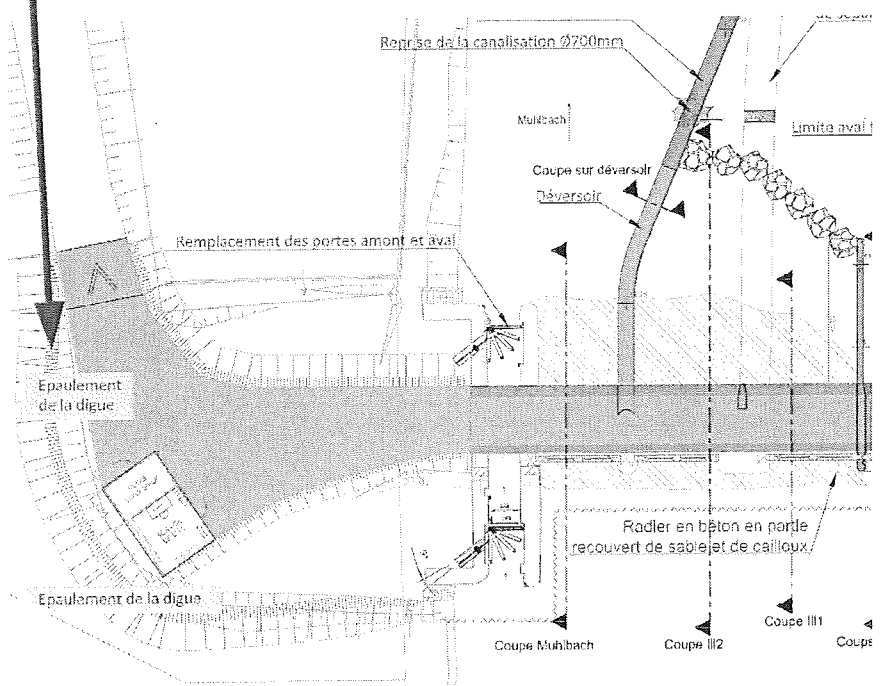 Reprise de la canalisation Ø700mm
Muhlbach
Limite aval
Coupe sur déversoir
Déversoir
Remplacement des portes amont et aval
Epaulement
de la digue
Radier en béton en partie
recouvert de sable et de cailloux
Epaulement de la digue
Coupe Muhlbach
Coupe III2
Coupe III1
Coupe